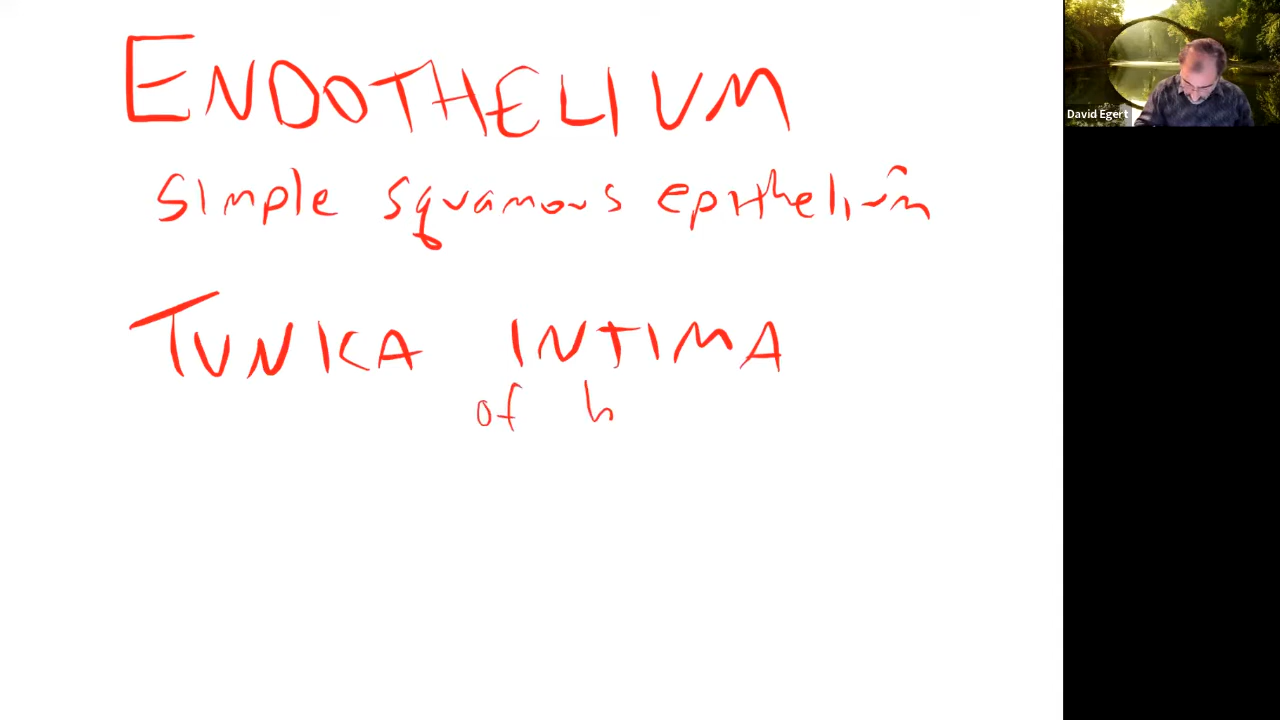 ENDOTHELIUM
simple squamous epithelium
TUNICA INTIMA
of b
David Egert